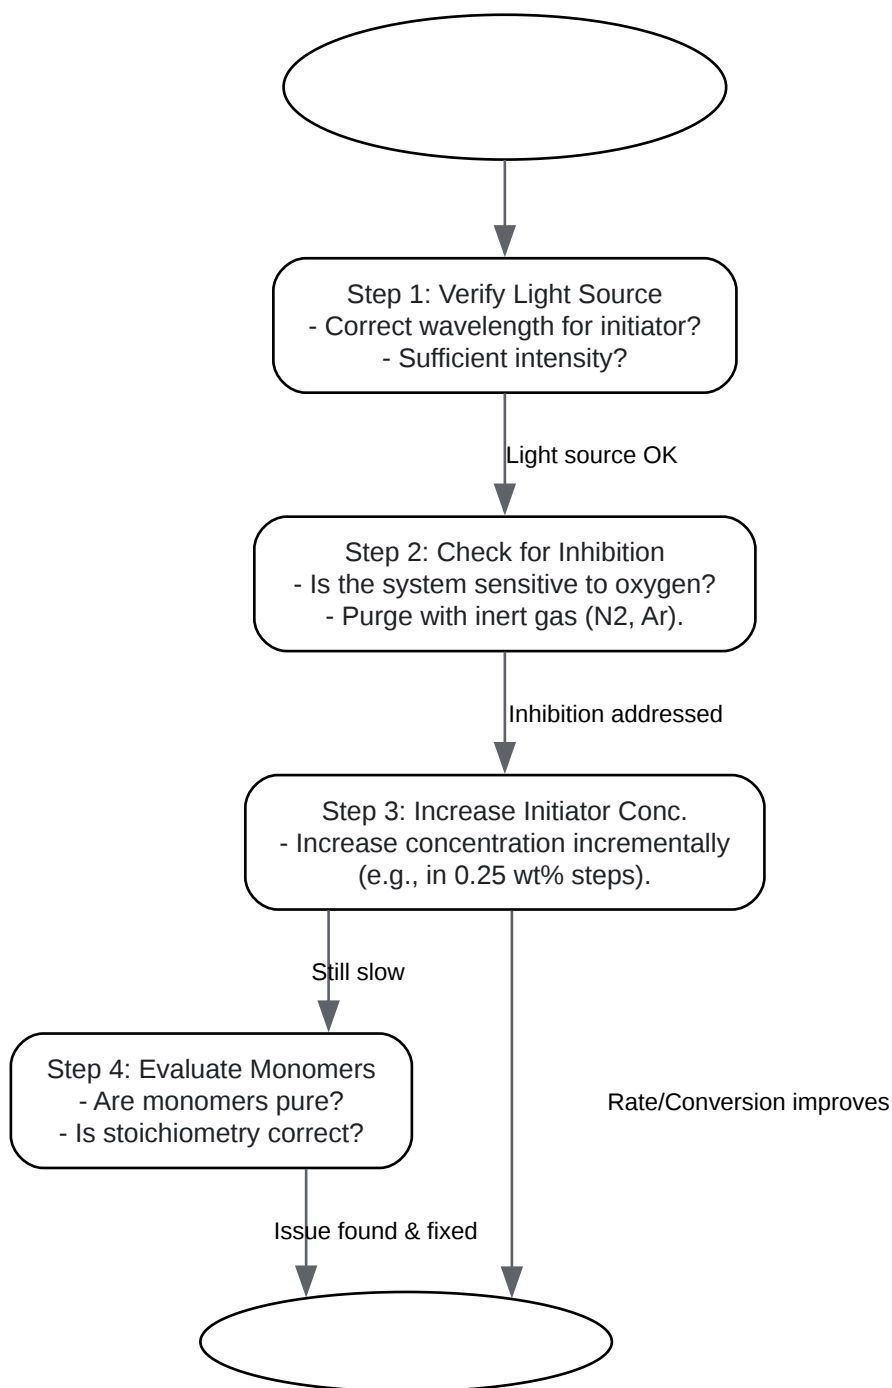 Step 1: Verify Light Source
- Correct wavelength for initiator?
- Sufficient intensity?
Light source OK
Step 2: Check for Inhibition
- Is the system sensitive to oxygen?
- Purge with inert gas (N2, Ar).
Inhibition addressed
Step 3: Increase Initiator Conc.
- Increase concentration incrementally
(e.g., in 0.25 wt% steps).
Still slow
Step 4: Evaluate Monomers
- Are monomers pure?
- Is stoichiometry correct?
Rate/Conversion improves
Issue found & fixed